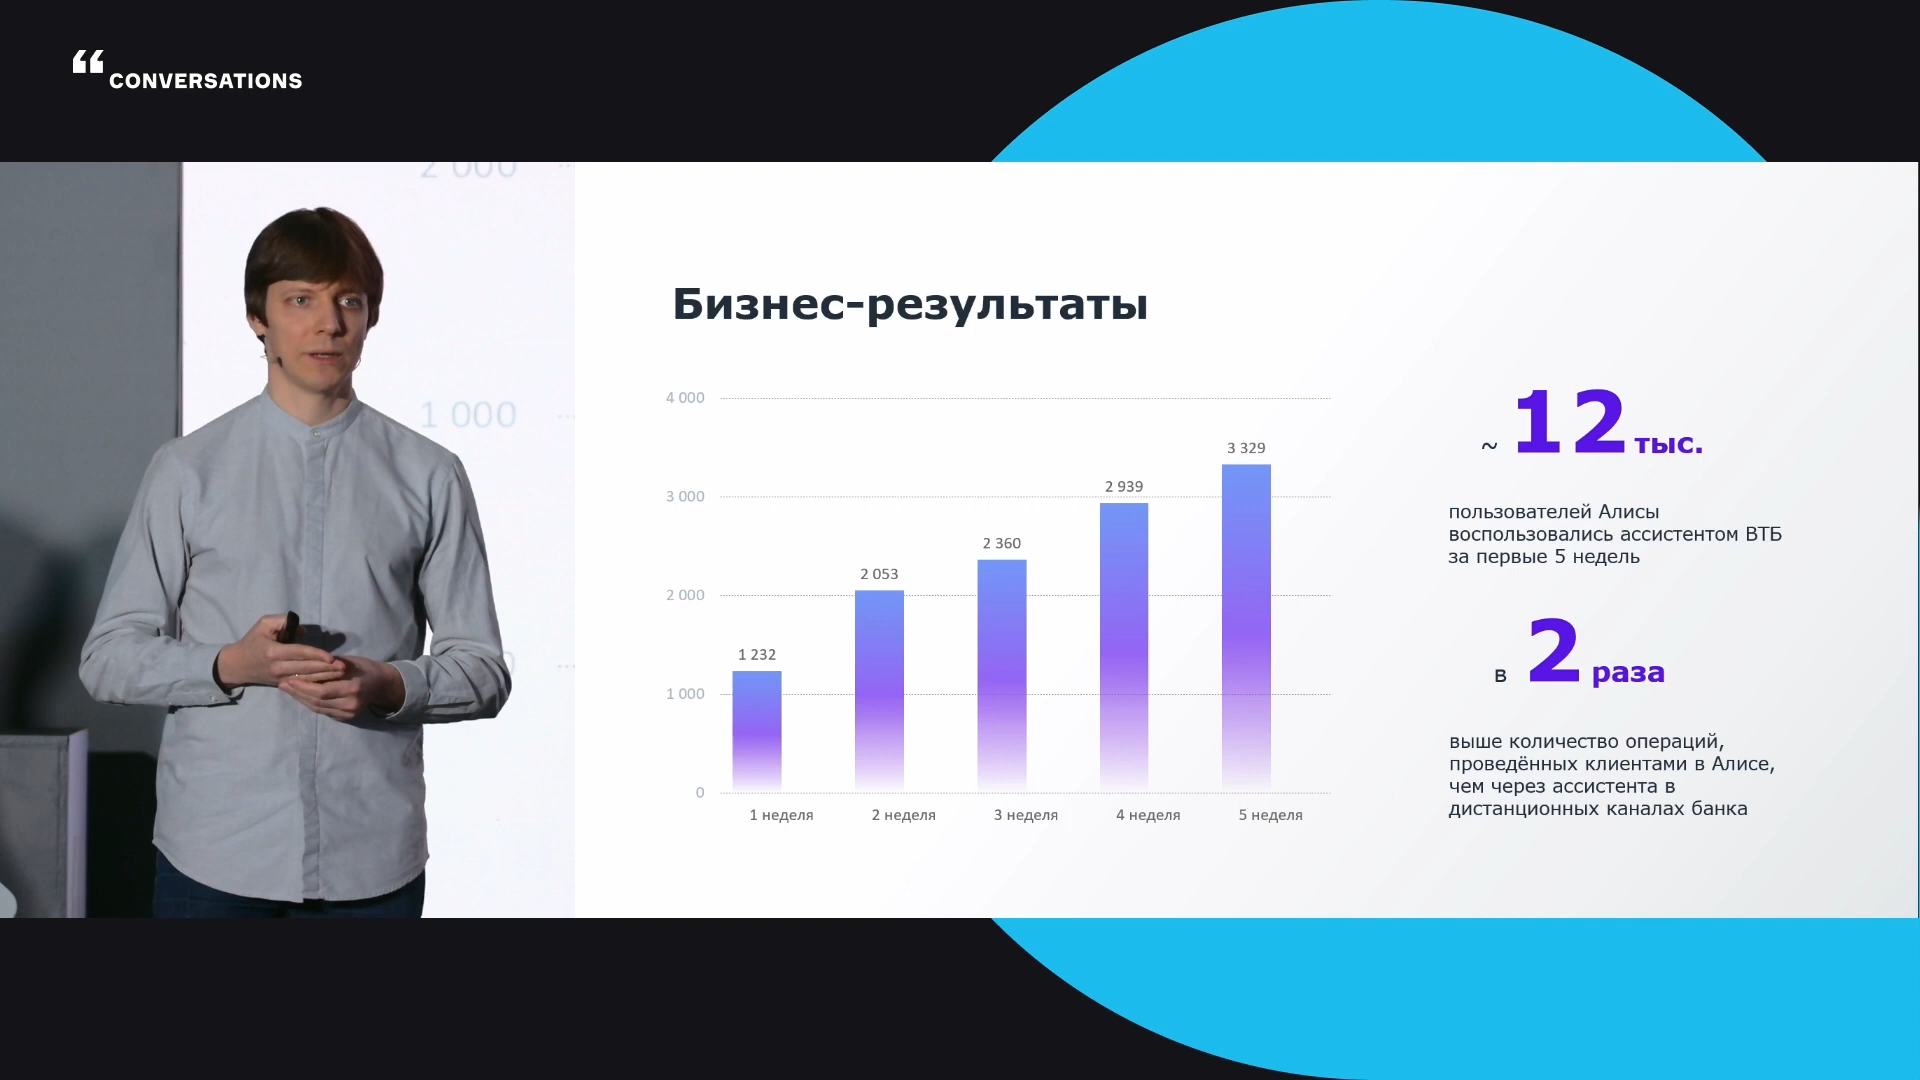 CONVERSATIONS
2 000
1 000
Бизнес-результаты
4 000
3 000
2 000
1 000
0
1 232
2 053
2 360
2 939
3 329
1 неделя
2 неделя
3 неделя
4 неделя
5 неделя
~ 12 тыс.
пользователей Алисы
воспользовались ассистентом ВТБ
за первые 5 недель
в 2 раза
выше количество операций,
проведённых клиентами в Алисе,
чем через ассистента в
дистанционных каналах банка